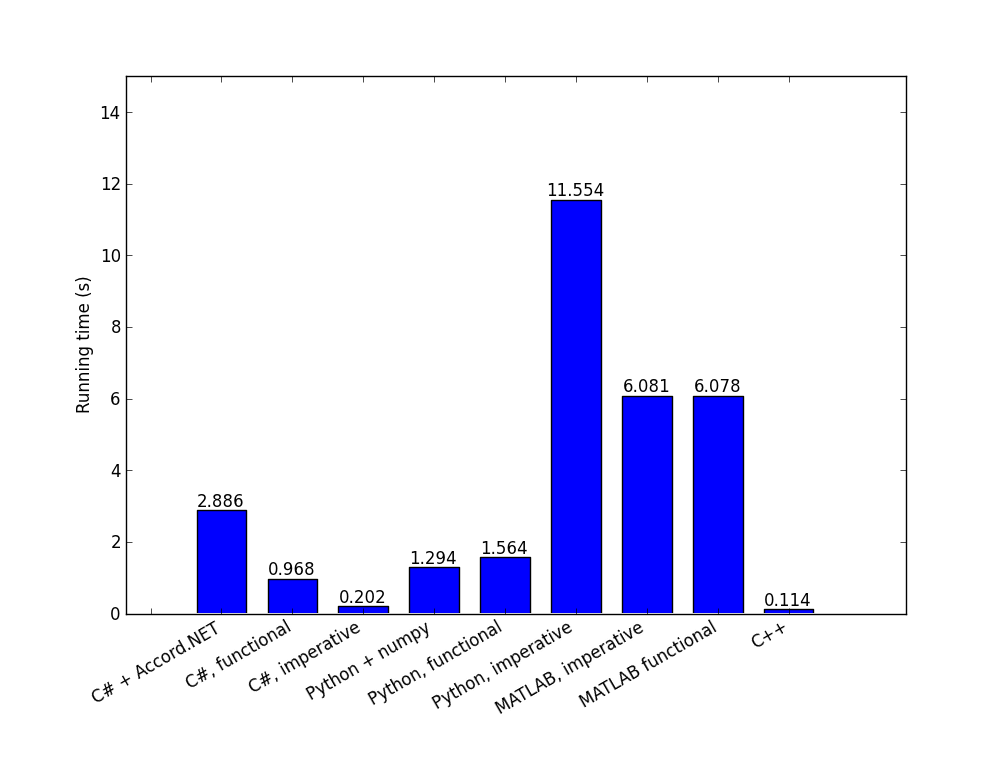 14
12
10
8
6
4
2
0
Running time (s)
2.886
0.968
0.202
1.294
1.564
11.554
6.081
6.078
0.114
C# + Accord.NET
C#, functional
C#, imperative
Python + numpy
Python, functional
Python, imperative
MATLAB, imperative
MATLAB functional
C++